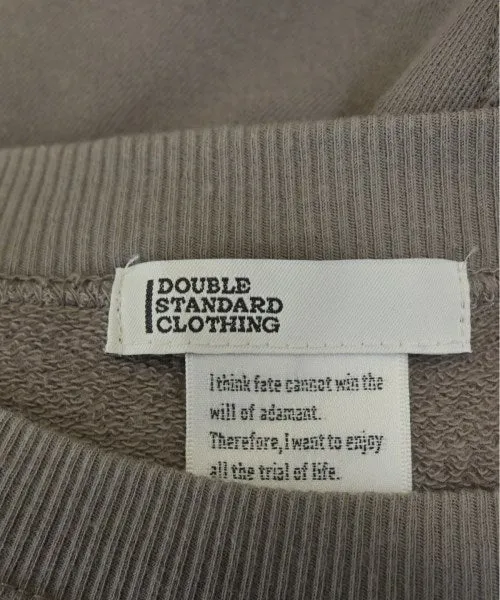 DOUBLE
STANDARD
CLOTHING
I think fate cannot win the
will of adamant.
Therefore, I want to enjoy
all the trial of life.